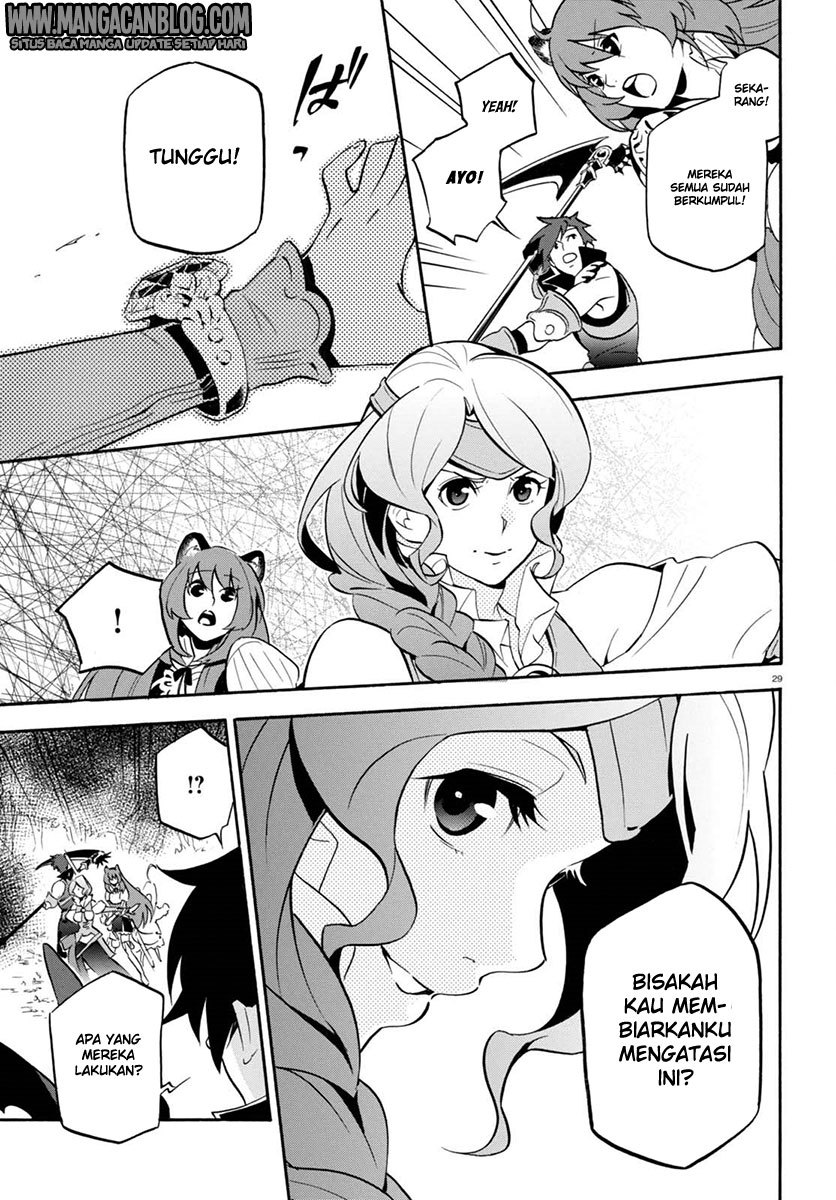 WWW.MANGACANBLOG.COM
SITUS BACA MANGA UPDATE SETIAP HARI
SEKA-
RANG!
MEREKA
SEMUA SUDAH
BERKUMPUL!
YEAH!
AYO!
ばっ
TUNGGU!
!
29
BISAKAH
KAU MEM-
BIARKANKU
MENGATASI
INI?
!?
APA YANG
MEREKA
LAKUKAN?